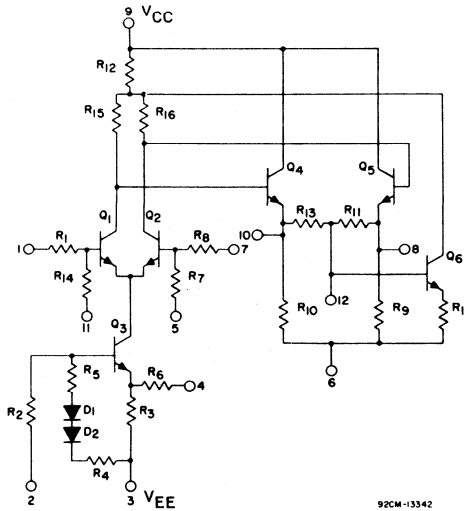 9 VCC
R12
R15 R16
Q4 Q5
Q1 Q2
R13 R11
1 R1 R8 7
10 8
Q6
R14 R7
12
11 5
R10 R9 R1
Q3
R5 R6 4
6
R2 D1 R3
D2
R4
2 3 VEE
92CM-13342